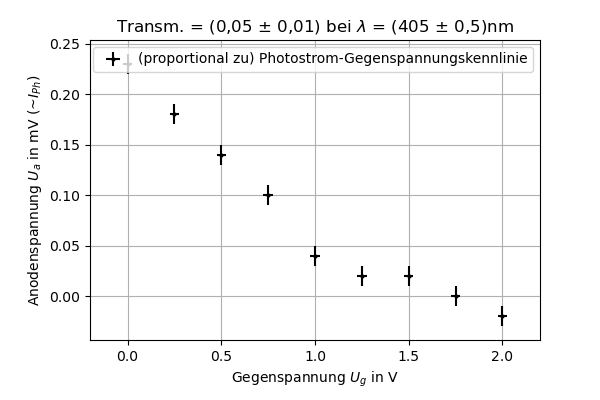 Transm. = (0,05 ± 0,01) bei λ = (405 ± 0,5)nm
(proportional zu) Photostrom-Gegenspannungskennlinie
Anodenspannung Uₐ in mV (~I_Ph)
0.25
0.20
0.15
0.10
0.05
0.00
0.0 0.5 1.0 1.5 2.0
Gegenspannung U_g in V